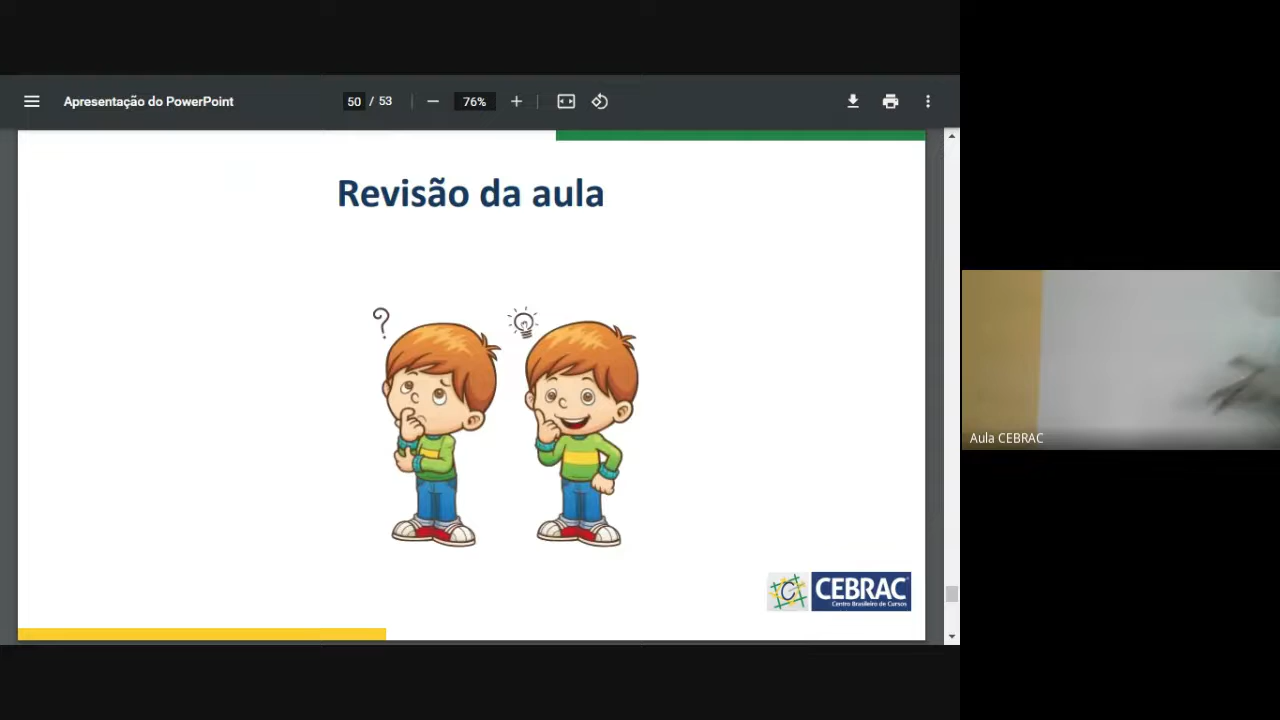 Apresentação do PowerPoint
50 / 53
76%
Revisão da aula
?
C
CEBRAC
Centro Brasileiro de Cursos
Aula CEBRAC